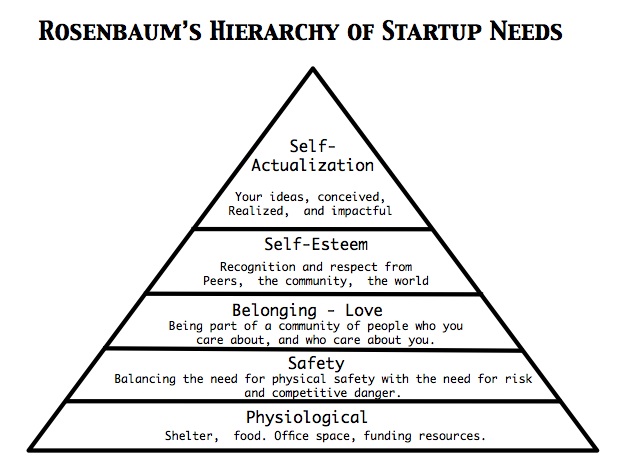 Rosenbaum's Hierarchy of Startup Needs
Self-
Actualization
Your ideas, conceived,
Realized, and impactful
Self-Esteem
Recognition and respect from
Peers, the community, the world
Belonging - Love
Being part of a community of people who you
care about, and who care about you.
Safety
Balancing the need for physical safety with the need for risk
and competitive danger.
Physiological
Shelter, food. Office space, funding resources.